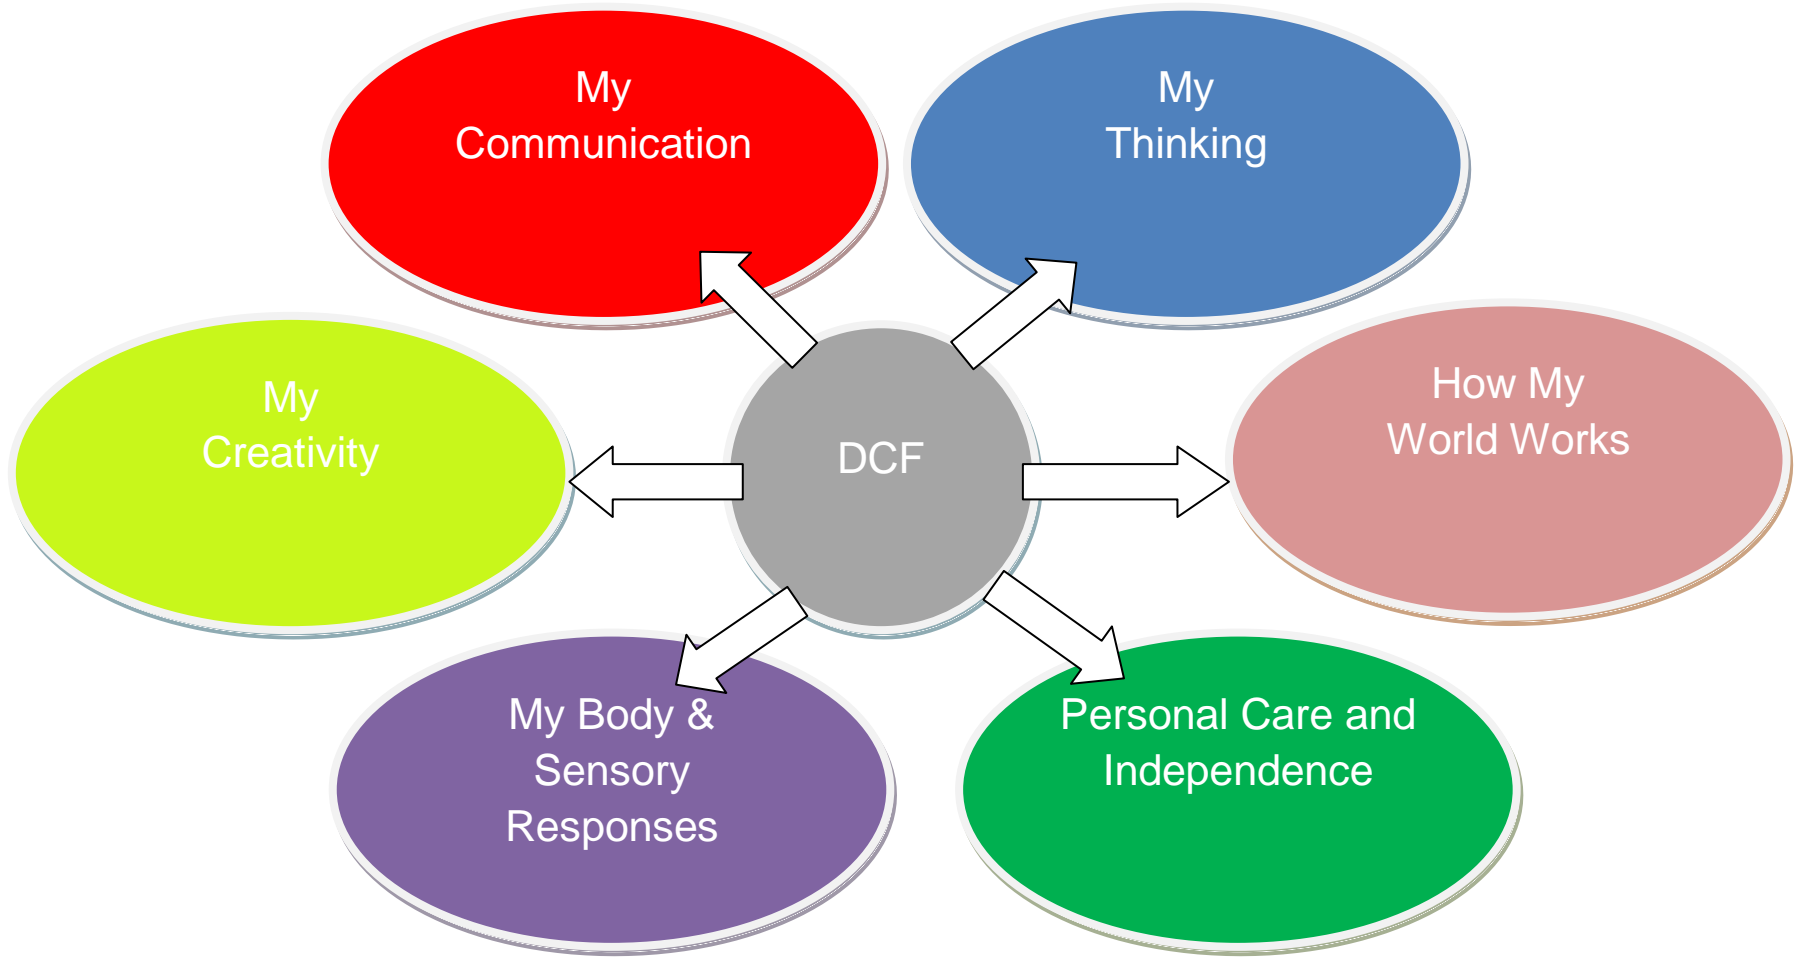 My
Communication
My
Thinking
My
Creativity
DCF
How My
World Works
My Body &
Sensory
Responses
Personal Care and
Independence